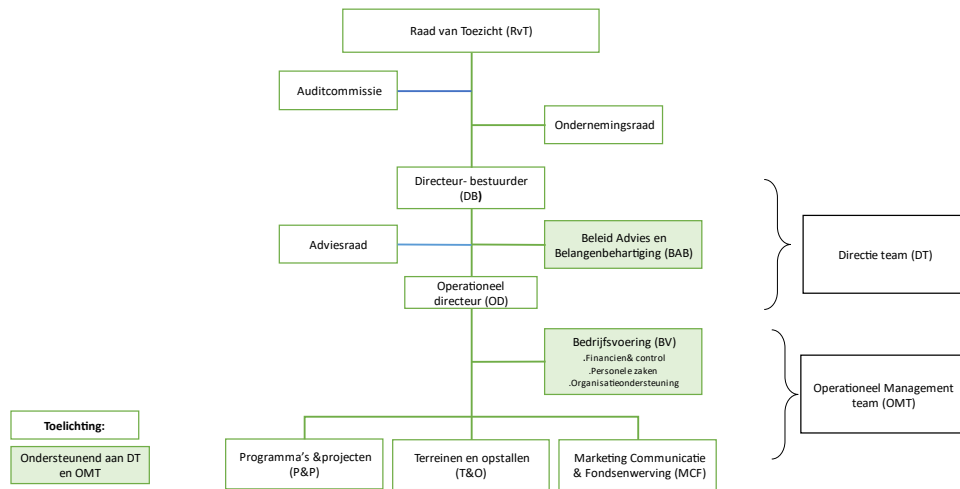 Raad van Toezicht (RvT)
Auditcommissie
Ondernemingsraad
Directeur- bestuurder
(DB)
Adviesraad
Beleid Advies en
Belangenbehartiging (BAB)
Directie team (DT)
Operationeel
directeur (OD)
Bedrijfsvoering (BV)
.Financien& control
.Personele zaken
.Organisatieondersteuning
Operationeel Management
team (OMT)
Toelichting:
Ondersteunend aan DT
en OMT
Programma's &projecten
(P&P)
Terreinen en opstallen
(T&O)
Marketing Communicatie
& Fondsenwerving (MCF)